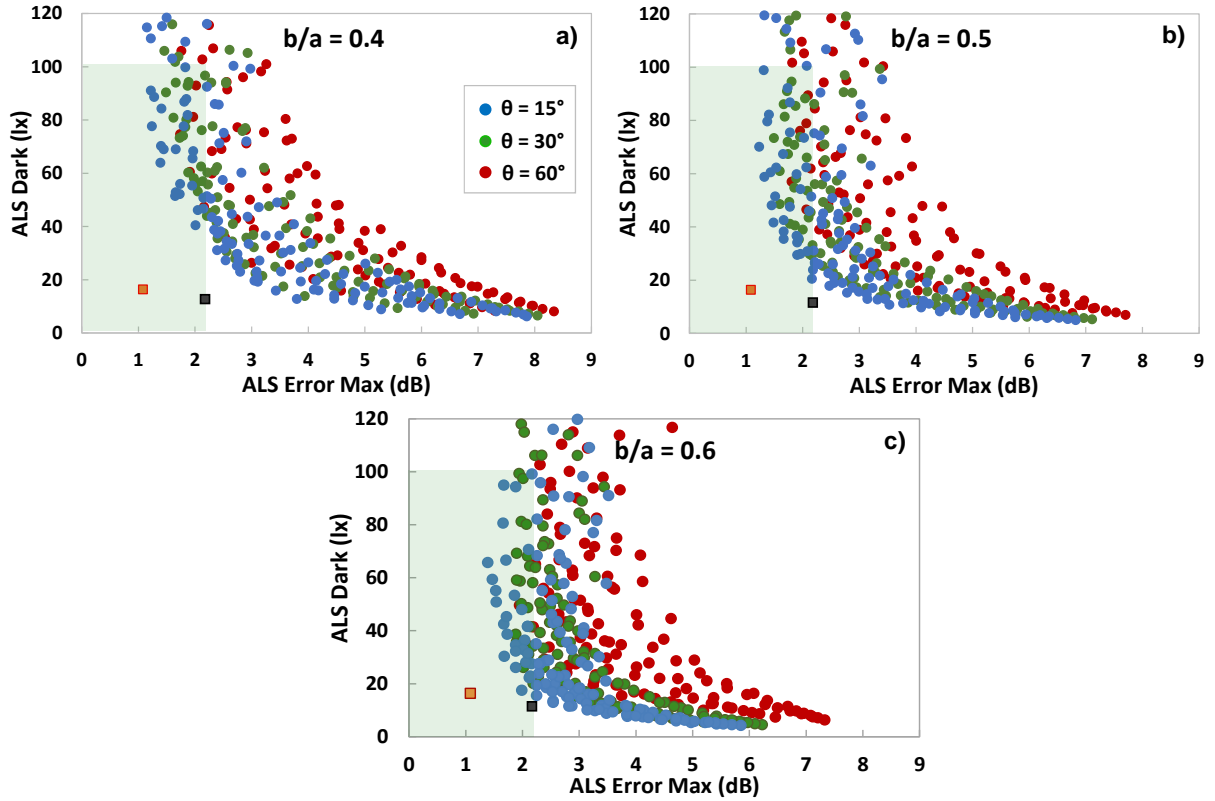 120
100
80
60
40
20
0
ALS Dark (lx)
b/a = 0.4
a)
θ = 15°
θ = 30°
θ = 60°
0 1 2 3 4 5 6 7 8 9
ALS Error Max (dB)
120
100
80
60
40
20
0
ALS Dark (lx)
b/a = 0.5
b)
0 1 2 3 4 5 6 7 8 9
ALS Error Max (dB)
120
100
80
60
40
20
0
ALS Dark (lx)
b/a = 0.6
c)
0 1 2 3 4 5 6 7 8 9
ALS Error Max (dB)